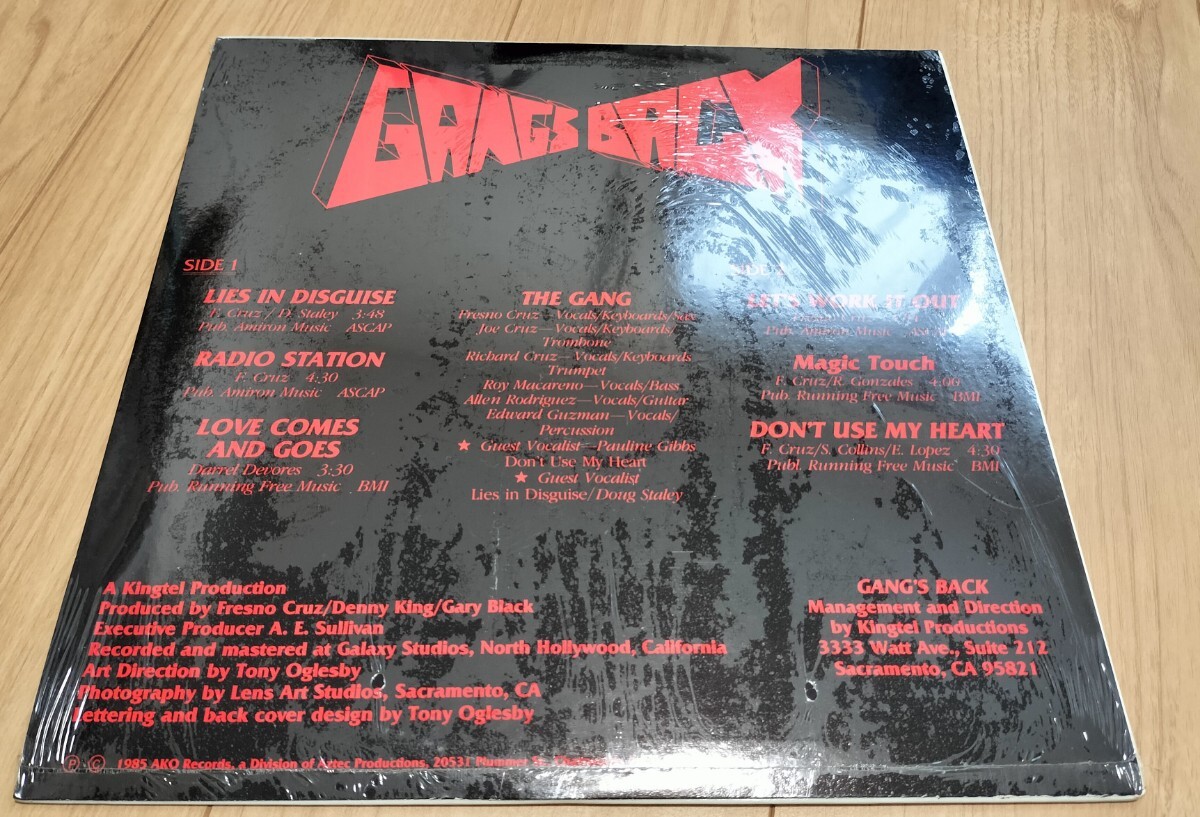 GANGS BACK
SIDE 1
LIES IN DISGUISE
F. Cruz / D. Staley 3:48
Pub. Amiron Music ASCAP
RADIO STATION
F. Cruz 4:30
Pub. Amiron Music ASCAP
LOVE COMES
AND GOES
Darrel Devores 3:30
Pub. Running Free Music BMI
THE GANG
Fresno Cruz—Vocals/Keyboards/Sax
Joe Cruz—Vocals/Keyboards/
Trombone
Richard Cruz—Vocals/Keyboards
Trumpet
Roy Macareno—Vocals/Bass
Allen Rodriguez—Vocals/Guitar
Edward Guzman—Vocals/
Percussion
★ Guest Vocalist—Pauline Gibbs
Don't Use My Heart
★ Guest Vocalist
Lies in Disguise/Doug Staley
SIDE 2
LET'S WORK IT OUT
Pub. Amiron Music ASCAP
Magic Touch
F. Cruz/R. Gonzales 4:00
Pub. Running Free Music BMI
DON'T USE MY HEART
F. Cruz/S. Collins/E. Lopez 4:30
Publ. Running Free Music BMI
A Kingtel Production
Produced by Fresno Cruz/Denny King/Gary Black
Executive Producer A. E. Sullivan
Recorded and mastered at Galaxy Studios, North Hollywood, California
Art Direction by Tony Oglesby
Photography by Lens Art Studios, Sacramento, CA
Lettering and back cover design by Tony Oglesby
GANG'S BACK
Management and Direction
by Kingtel Productions
3333 Watt Ave., Suite 212
Sacramento, CA 95821
Ⓟ © 1985 AKO Records, a Division of Aztec Productions, 20531 Plummer St.,